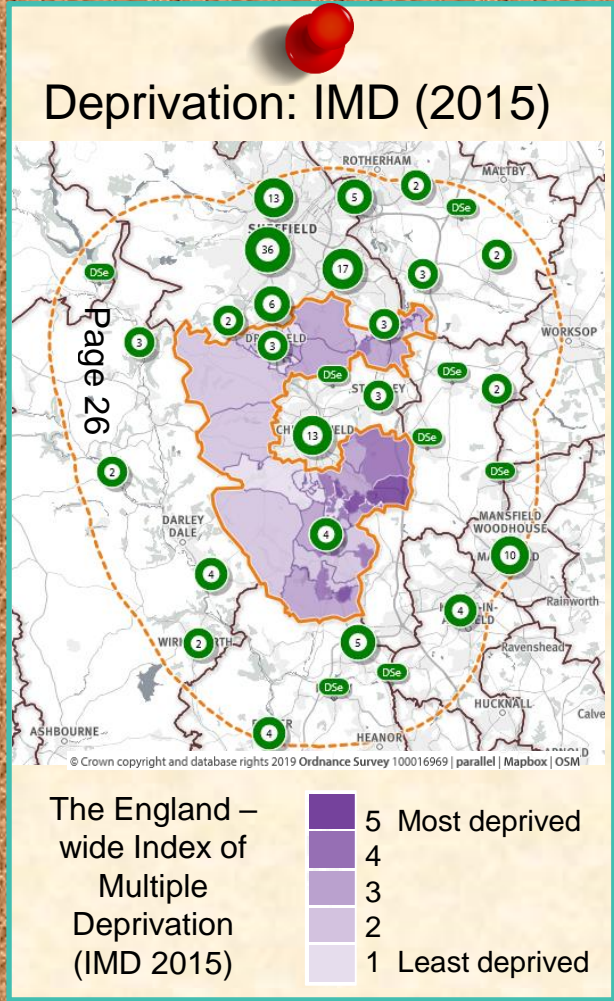 Deprivation: IMD (2015)
ROTHERHAM
MALTBY
13
5
2
DSe
SHEFFIELD
36
2
17
3
DSe
6
2
3
WORKSOP
3
3
Page 26
DSe
DSe
2
3
13
DSe
2
DSe
DARLEY
DALE
MANSFIELD
WOODHOUSE
4
10
4
4
Rainworth
2
5
Ravenshead
DSe
DSe
HUCKNALL
Calve
4
ASHBOURNE
HEANOR
© Crown copyright and database rights 2019 Ordnance Survey 100016969 | parallel | Mapbox | OSM
The England –
wide Index of
Multiple
Deprivation
(IMD 2015)
5 Most deprived
4
3
2
1 Least deprived